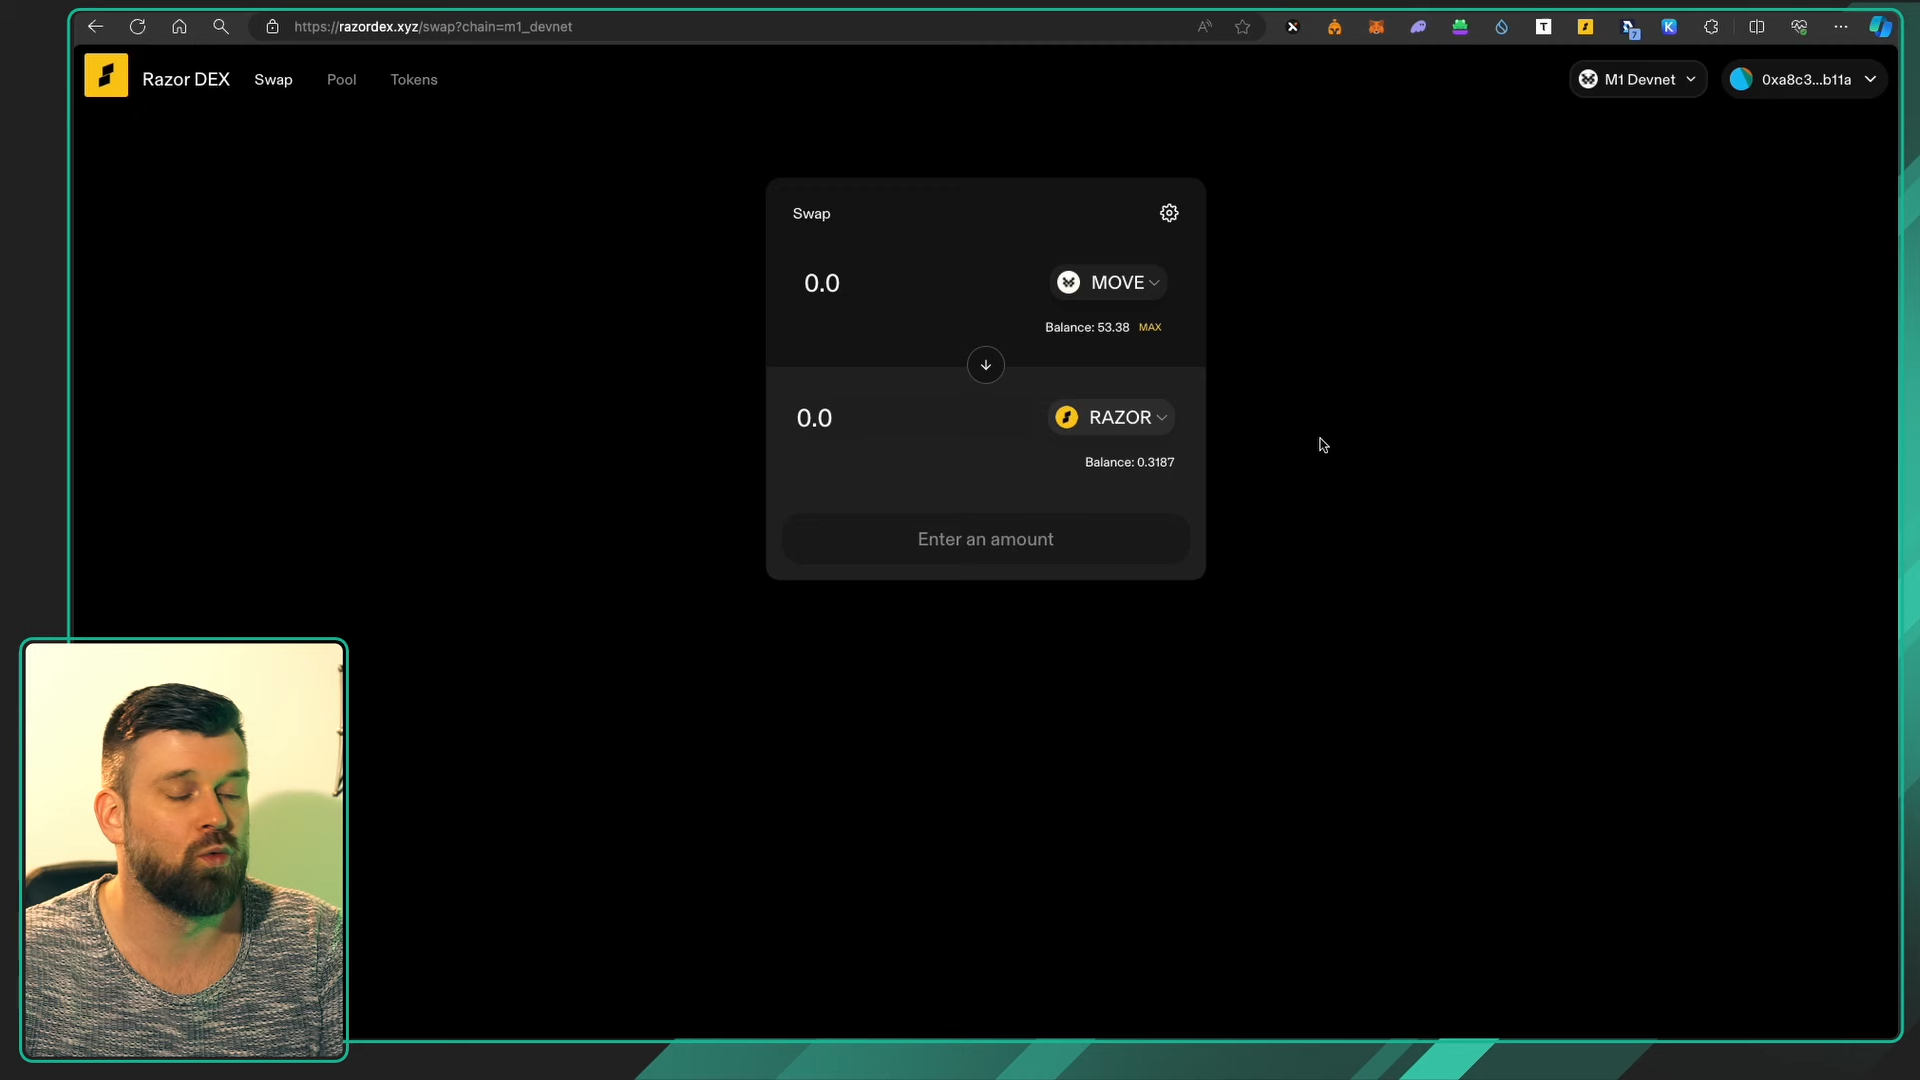 https://razordex.xyz/swap?chain=m1_devnet
A
T
7
K
Razor DEX
Swap
Pool
Tokens
M1 Devnet
0xa8c3...b11a
Swap
0.0
MOVE
Balance: 53.38 MAX
0.0
RAZOR
Balance: 0.3187
Enter an amount